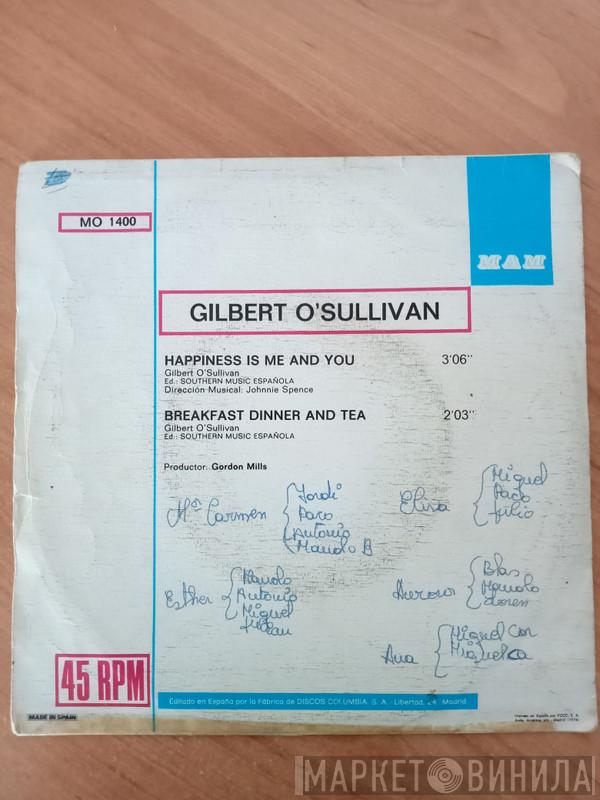 MO 1400
MAM
GILBERT O'SULLIVAN
HAPPINESS IS ME AND YOU 3'06''
Gilbert O'Sullivan
Ed.: SOUTHERN MUSIC ESPAÑOLA
Dirección Musical: Johnnie Spence
BREAKFAST DINNER AND TEA 2'03''
Gilbert O'Sullivan
Ed.: SOUTHERN MUSIC ESPAÑOLA
Productor: Gordon Mills
Mª Carmen
Jordi
Paco
Antonio
Manolo B
Elisa
Miguel
Paco
Julio
Esther
Manolo
Antonio
Miguel
Aurora
Blas
Manolo
Ana
Miguel
45 RPM
Editado en España por la Fábrica de DISCOS COLUMBIA, S. A. - Libertad, 24. Madrid
MADE IN SPAIN
МАРКЕТ ВИНИЛА